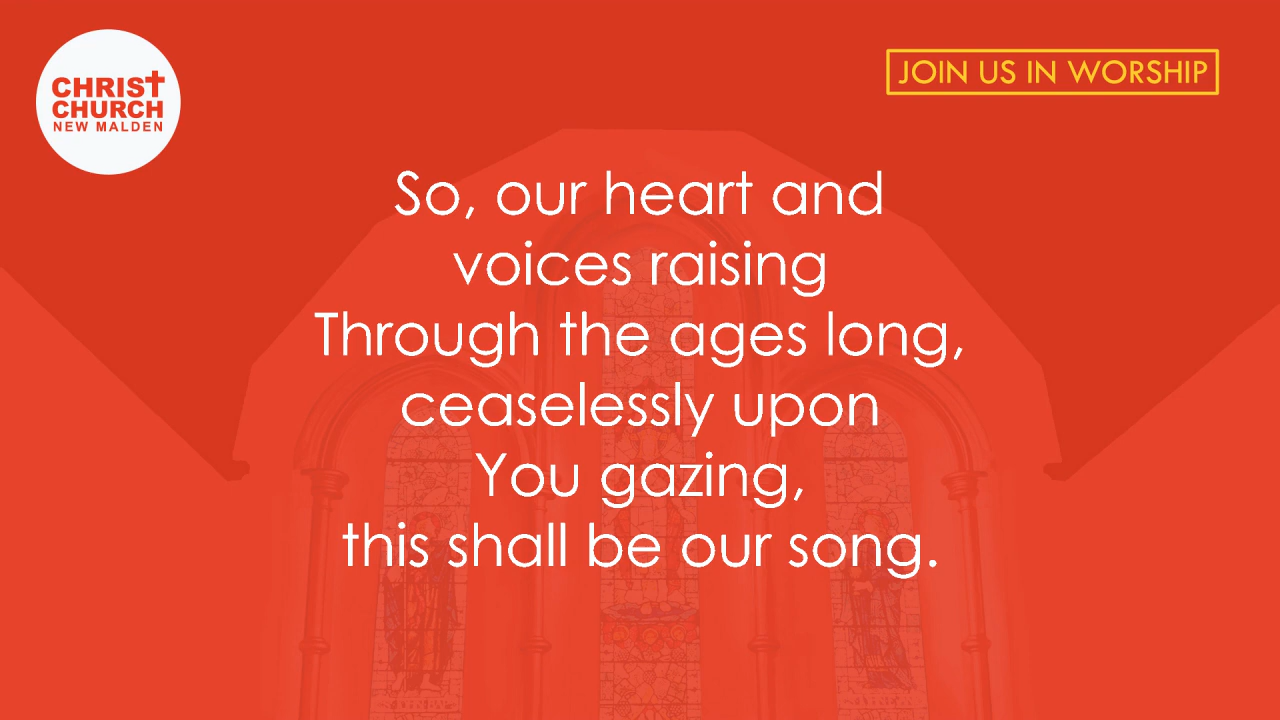 CHRIST
CHURCH
NEW MALDEN
JOIN US IN WORSHIP
So, our heart and
voices raising
Through the ages long,
ceaselessly upon
You gazing,
this shall be our song.